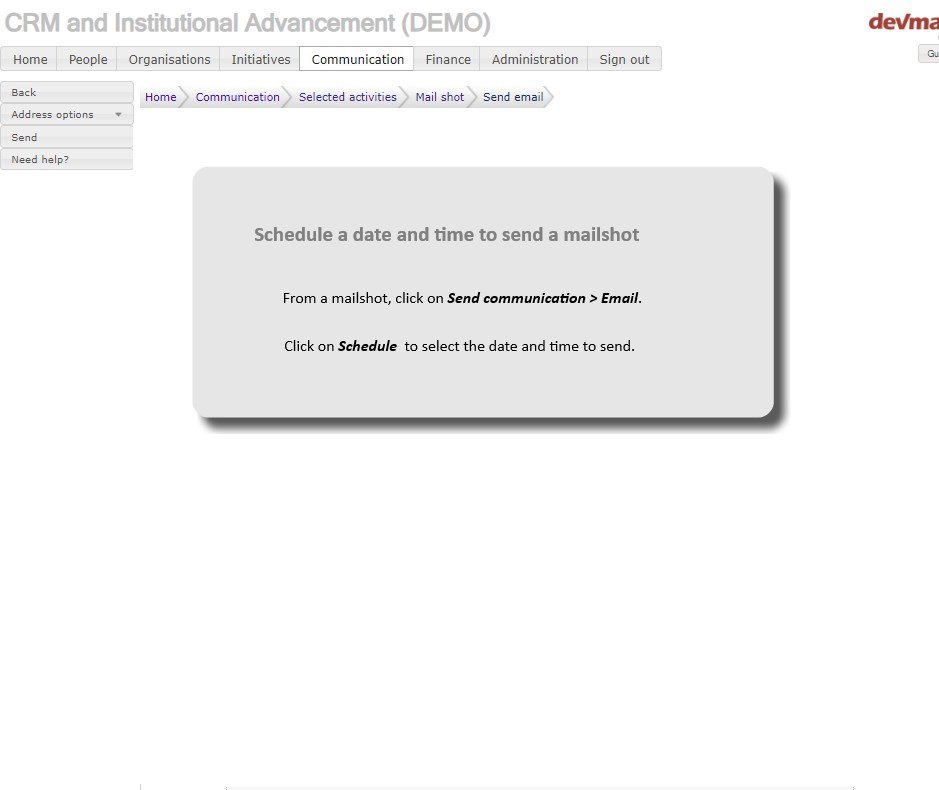 CRM and Institutional Advancement (DEMO)
Home People Organisations Initiatives Communication Finance Administration Sign out
Back
Address options
Send
Need help?
Home Communication Selected activities Mail shot Send email
Schedule a date and time to send a mailshot
From a mailshot, click on Send communication > Email.
Click on Schedule to select the date and time to send.